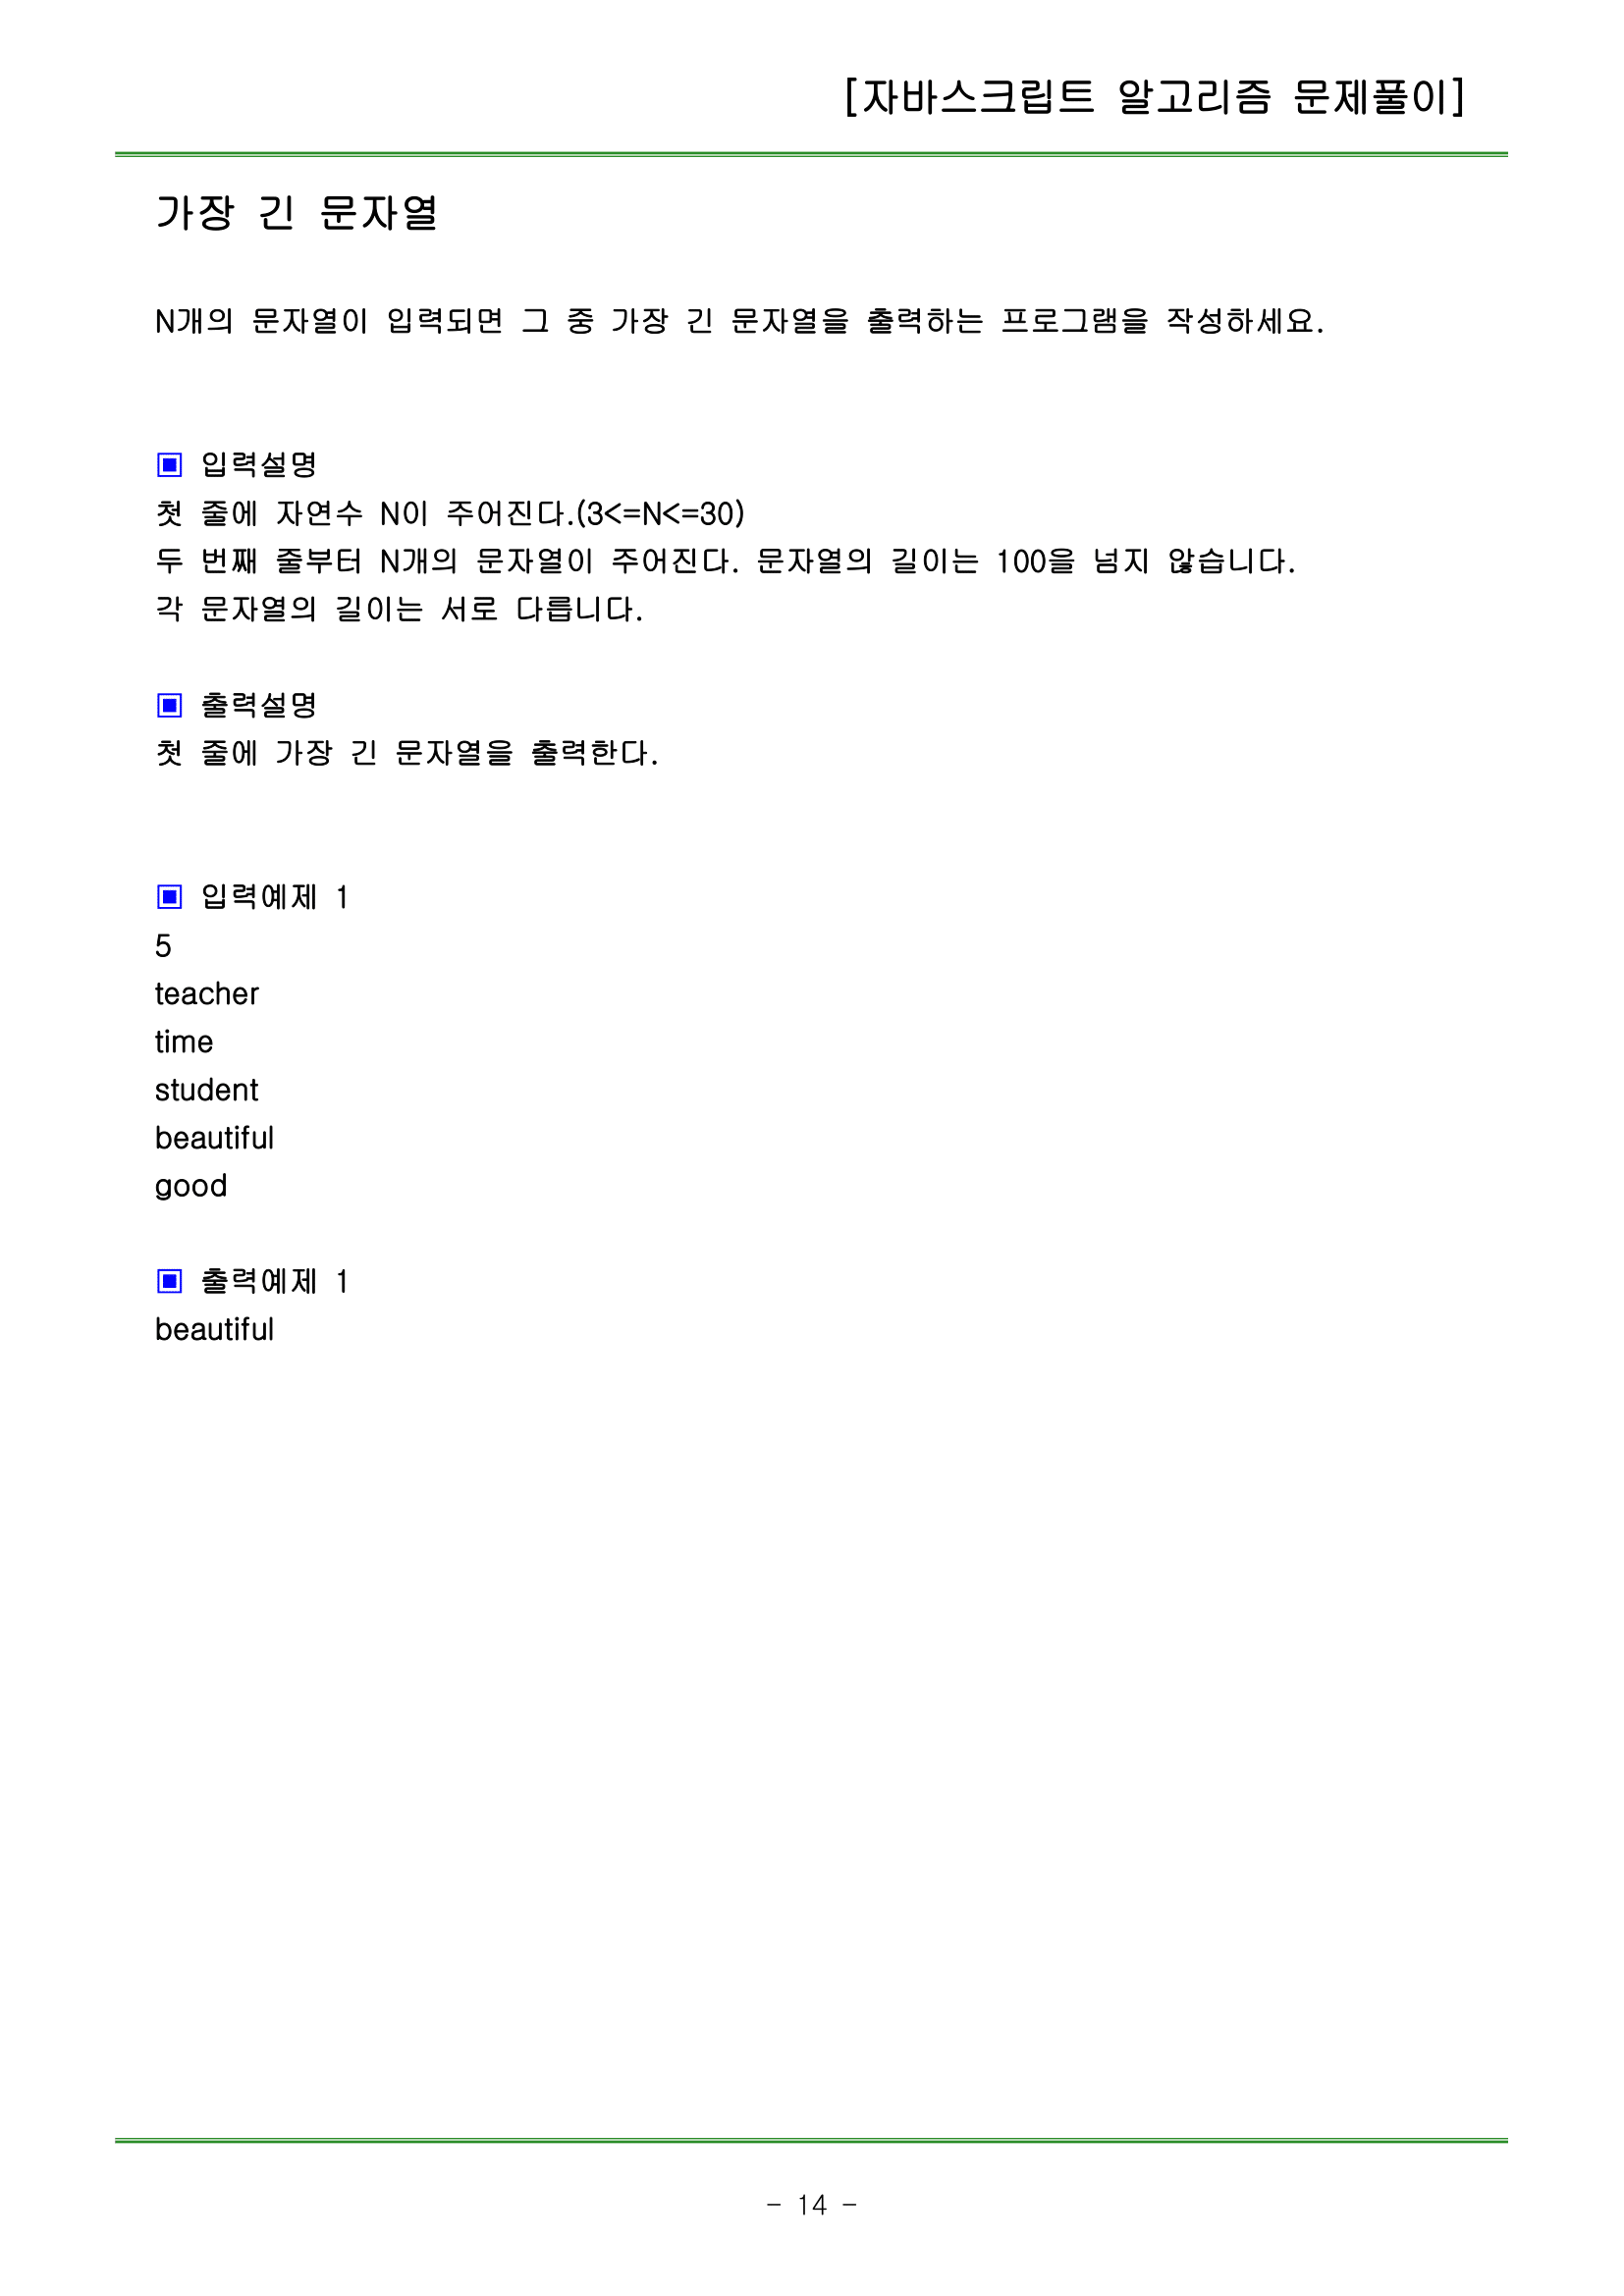 [자바스크립트 알고리즘 문제풀이]
가장 긴 문자열
N개의 문자열이 입력되면 그 중 가장 긴 문자열을 출력하는 프로그램을 작성하세요.
▣ 입력설명
첫 줄에 자연수 N이 주어진다.(3<=N<=30)
두 번째 줄부터 N개의 문자열이 주어진다. 문자열의 길이는 100을 넘지 않습니다.
각 문자열의 길이는 서로 다릅니다.
▣ 출력설명
첫 줄에 가장 긴 문자열을 출력한다.
▣ 입력예제 1
5
teacher
time
student
beautiful
good
▣ 출력예제 1
beautiful
- 14 -